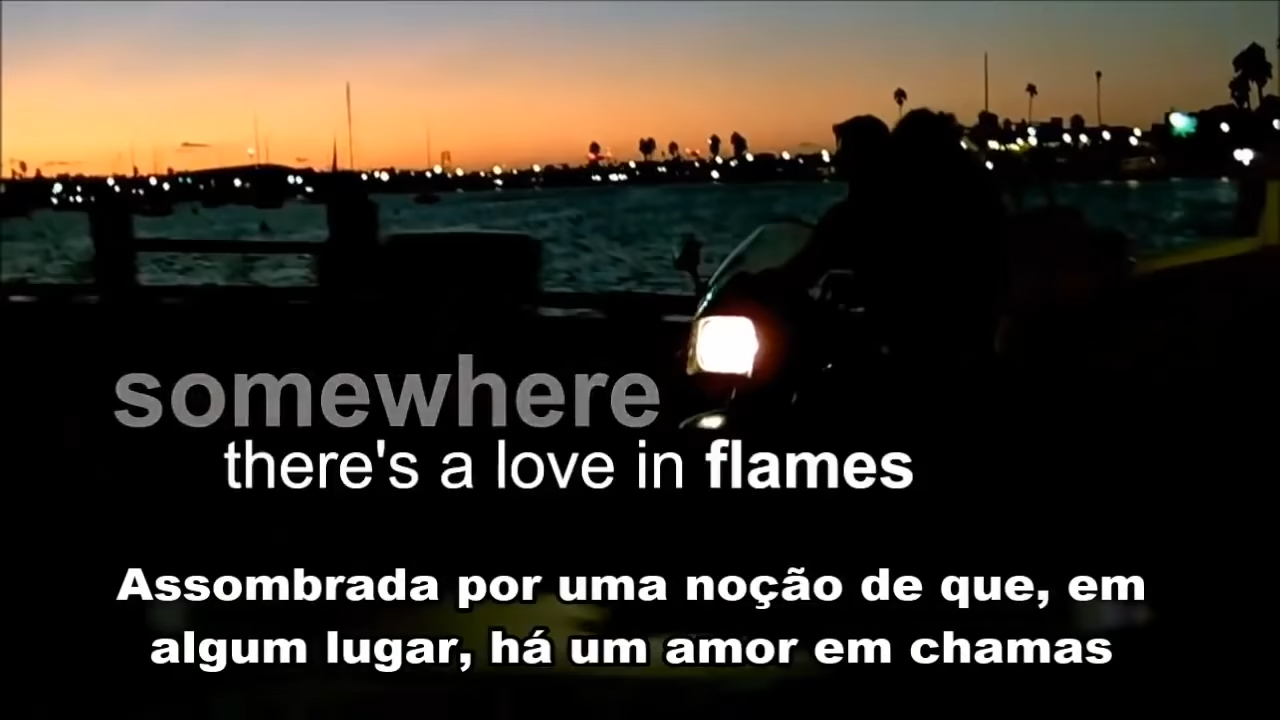 somewhere
there's a love in flames
Assombrada por uma noção de que, em
algum lugar, há um amor em chamas